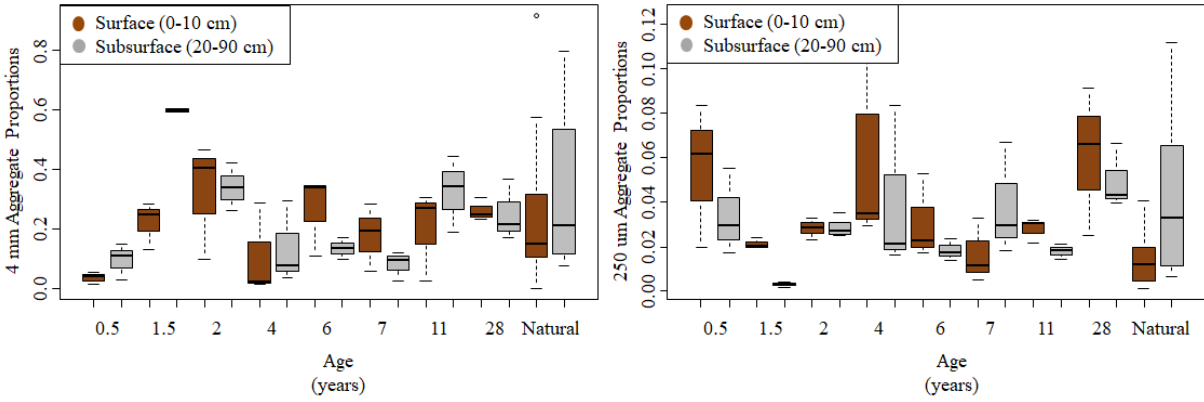 Surface (0-10 cm)
Subsurface (20-90 cm)
4 mm Aggregate Proportions
0.8
0.6
0.4
0.2
0.0
0.5 1.5 2 4 6 7 11 28 Natural
Age
(years)
Surface (0-10 cm)
Subsurface (20-90 cm)
250 um Aggregate Proportions
0.12
0.10
0.08
0.06
0.04
0.02
0.00
0.5 1.5 2 4 6 7 11 28 Natural
Age
(years)